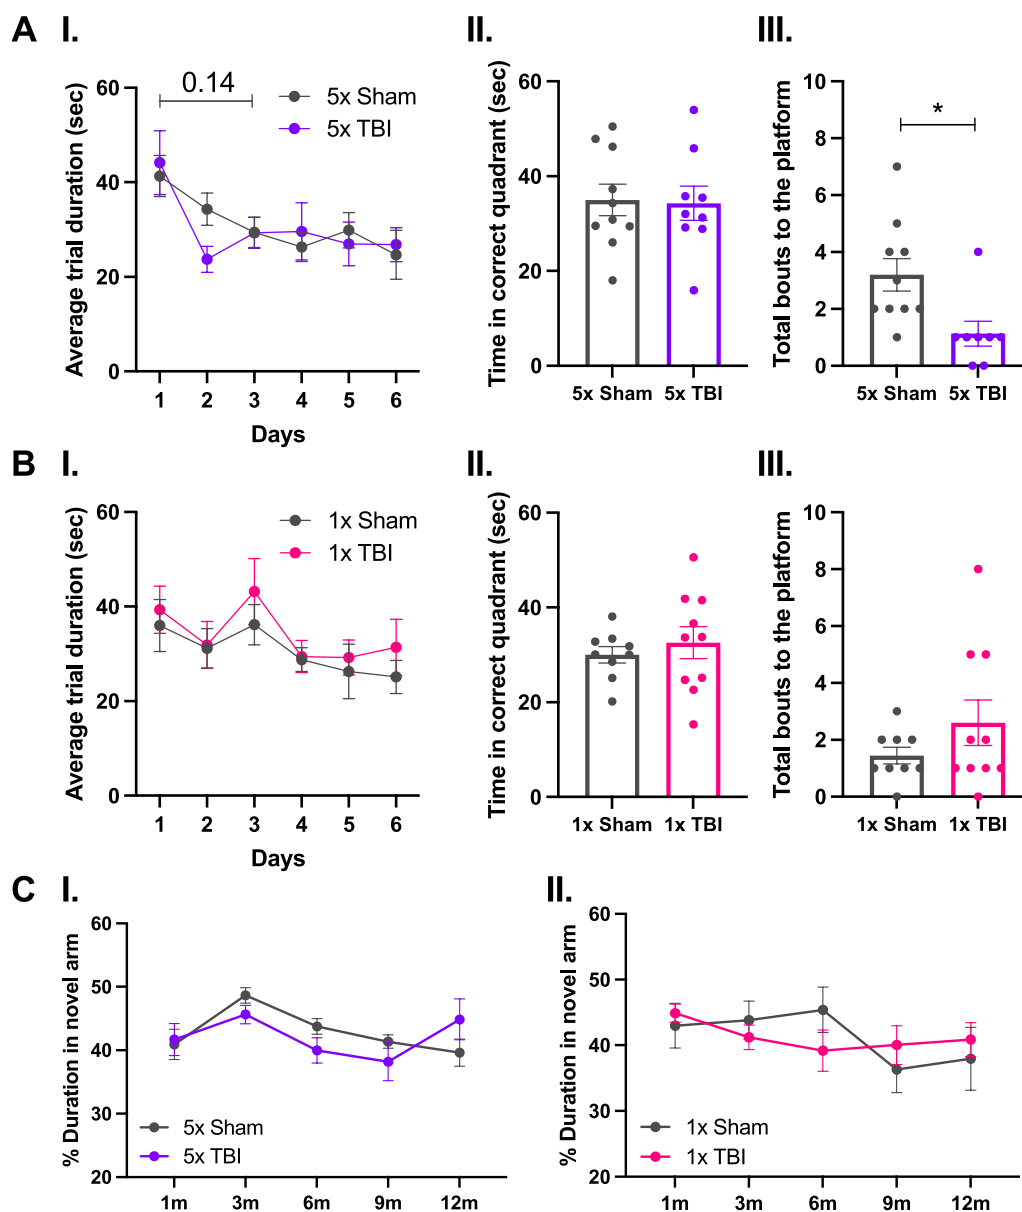 A I. II. III.
Average trial duration (sec)
60
40
20
0
0.14
5x Sham
5x TBI
1 2 3 4 5 6
Days
Time in correct quadrant (sec)
60
40
20
0
5x Sham 5x TBI
Total bouts to the platform
10
8
6
4
2
0
*
5x Sham 5x TBI
B I. II. III.
Average trial duration (sec)
60
40
20
0
1x Sham
1x TBI
1 2 3 4 5 6
Days
Time in correct quadrant (sec)
60
40
20
0
1x Sham 1x TBI
Total bouts to the platform
10
8
6
4
2
0
1x Sham 1x TBI
C I. II.
% Duration in novel arm
60
50
40
30
20
5x Sham
5x TBI
1m 3m 6m 9m 12m
% Duration in novel arm
60
50
40
30
20
1x Sham
1x TBI
1m 3m 6m 9m 12m